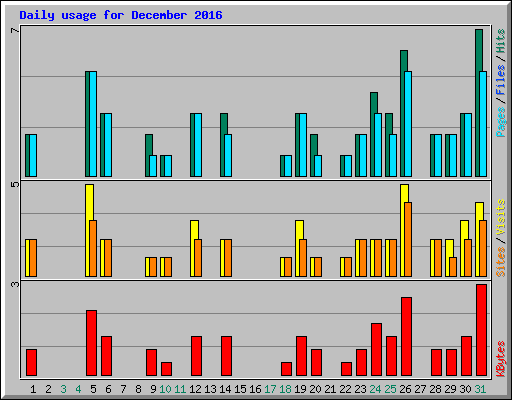 Daily usage for December 2016
7
Pages / Files / Hits
5
Sites / Visits
3
KBytes
1 2 3 4 5 6 7 8 9 10 11 12 13 14 15 16 17 18 19 20 21 22 23 24 25 26 27 28 29 30 31